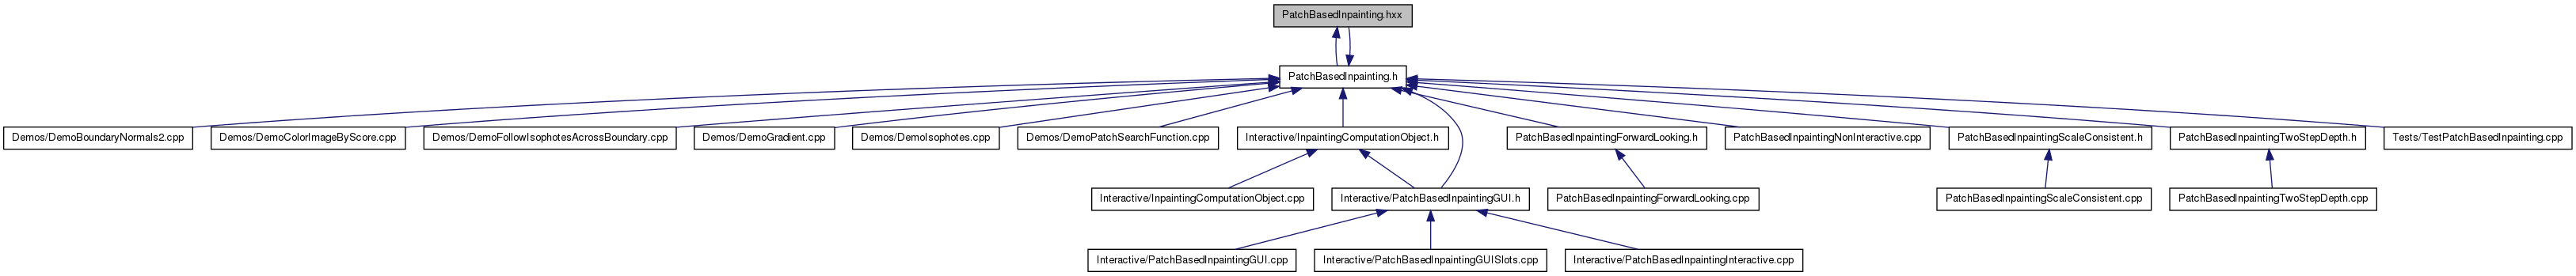 PatchBasedInpainting.hxx
PatchBasedInpainting.h
Demos/DemoBoundaryNormals2.cpp
Demos/DemoColorImageByScore.cpp
Demos/DemoFollowIsophotesAcrossBoundary.cpp
Demos/DemoGradient.cpp
Demos/DemoIsophotes.cpp
Demos/DemoPatchSearchFunction.cpp
Interactive/InpaintingComputationObject.h
PatchBasedInpaintingForwardLooking.h
PatchBasedInpaintingNonInteractive.cpp
PatchBasedInpaintingScaleConsistent.h
PatchBasedInpaintingTwoStepDepth.h
Tests/TestPatchBasedInpainting.cpp
Interactive/InpaintingComputationObject.cpp
Interactive/PatchBasedInpaintingGUI.h
PatchBasedInpaintingForwardLooking.cpp
PatchBasedInpaintingScaleConsistent.cpp
PatchBasedInpaintingTwoStepDepth.cpp
Interactive/PatchBasedInpaintingGUI.cpp
Interactive/PatchBasedInpaintingGUISlots.cpp
Interactive/PatchBasedInpaintingInteractive.cpp